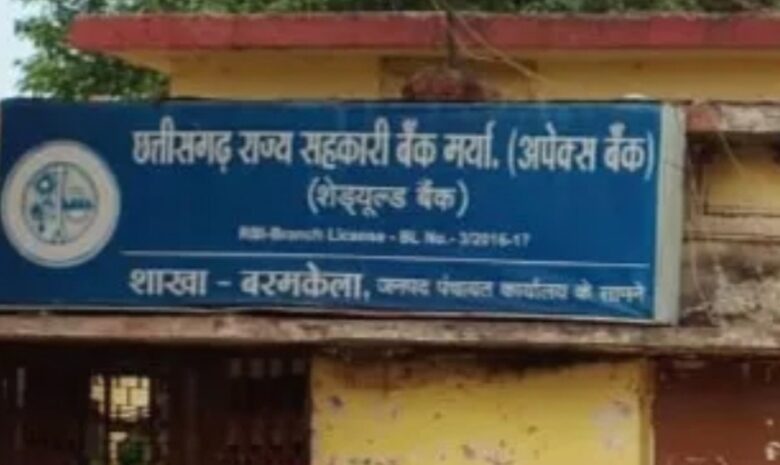 छत्तीसगढ़ राज्य सहकारी बैंक मर्या. (अपेक्स बैंक)
(शेड्यूल्ड बैंक)
RBI-Branch License - BL No.- 3/2016-17
शाखा - बरमकेला, जनपद पंचायत कार्यालय के सामने